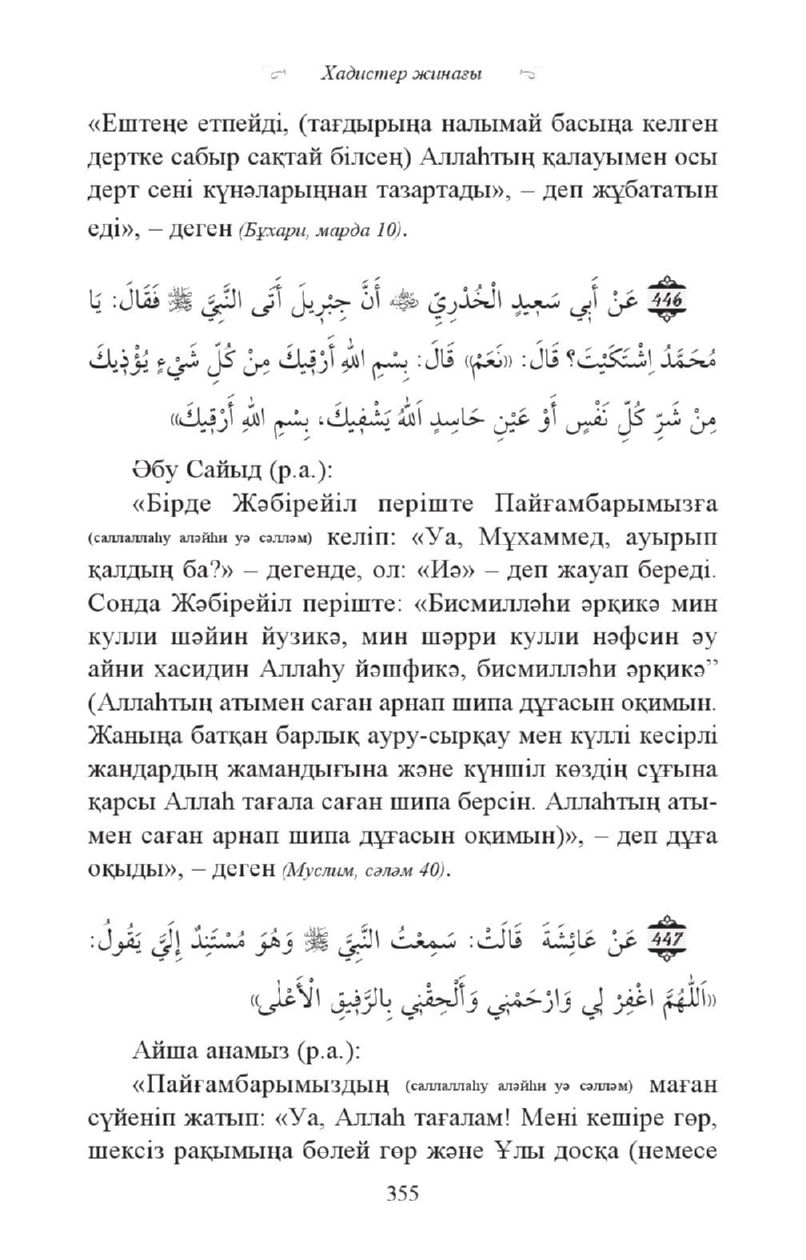 Хадистер жинағы
«Ештеңе етпейді, (тағдырыңа налымай басыңа келген
дертке сабыр сақтай білсең) Аллаһтың қалауымен осы
дерт сені күнәларыңнан тазартады», – деп жұбататын
еді», – деген (Бұхари, марда 10).
446 عَنْ أَبِي سَعِيدٍ الْخُدْرِيِّ ﵁ أَنَّ جِبْرِيلَ أَتَى النَّبِيَّ ﷺ فَقَالَ: يَا
مُحَمَّدُ اِشْتَكَيْتَ؟ قَالَ: «نَعَمْ» قَالَ: بِسْمِ اللهِ أَرْقِيكَ مِنْ كُلِّ شَيْءٍ يُؤْذِيكَ
مِنْ شَرِّ كُلِّ نَفْسٍ أَوْ عَيْنِ حَاسِدٍ اَللهُ يَشْفِيكَ، بِسْمِ اللهِ أَرْقِيكَ»
Әбу Сайыд (р.а.):
«Бірде Жәбірейіл періште Пайғамбарымызға
(саллаллаһу аләйһи уә сәлләм) келіп: «Уа, Мұхаммед, ауырып
қалдың ба?» – дегенде, ол: «Иә» – деп жауап береді.
Сонда Жәбірейіл періште: «Бисмилләһи әрқикә мин
кулли шәйин йузикә, мин шәрри кулли нәфсин әу
айни хасидин Аллаһу йәшфикә, бисмилләһи әрқикә”
(Аллаһтың атымен саған арнап шипа дұғасын оқимын.
Жаныңа батқан барлық ауру-сырқау мен күллі кесірлі
жандардың жамандығына және күншіл көздің сұғына
қарсы Аллаһ тағала саған шипа берсін. Аллаһтың аты-
мен саған арнап шипа дұғасын оқимын)», – деп дұға
оқыды», – деген (Муслим, сәләм 40).
447 عَنْ عَائِشَةَ قَالَتْ: سَمِعْتُ النَّبِيَّ ﷺ وَهُوَ مُسْتَنِدٌ إِلَيَّ يَقُولُ:
«اَللّٰهُمَّ اغْفِرْ لِي وَارْحَمْنِي وَأَلْحِقْنِي بِالرَّفِيقِ الْأَعْلٰى»
Айша анамыз (р.а.):
«Пайғамбарымыздың (саллаллаһу аләйһи уә сәлләм) маған
сүйеніп жатып: «Уа, Аллаһ тағалам! Мені кешіре гөр,
шексіз рақымыңа бөлей гөр және Ұлы досқа (немесе
355